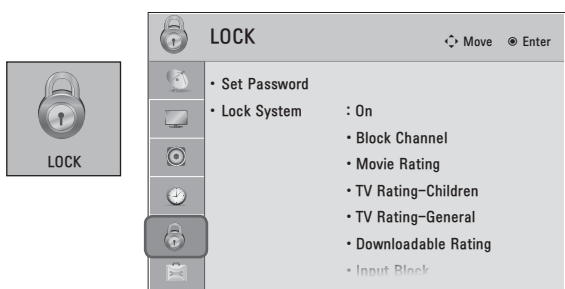 LOCK
LOCK Move Enter
• Set Password
• Lock System : On
• Block Channel
• Movie Rating
• TV Rating-Children
• TV Rating-General
• Downloadable Rating
• Input Block